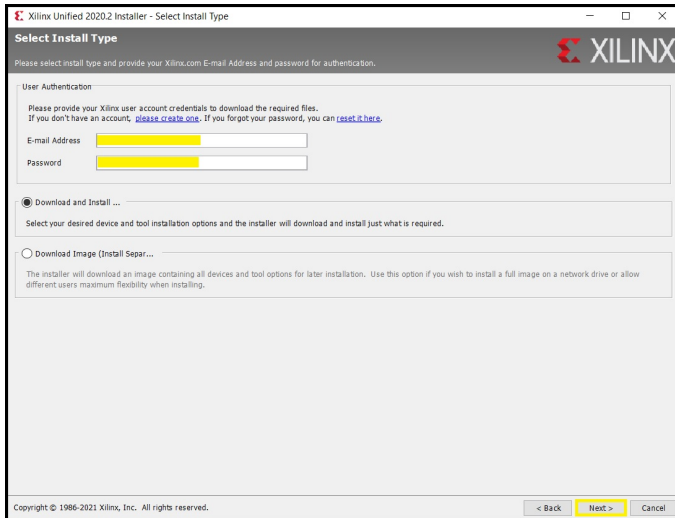 Xilinx Unified 2020.2 Installer - Select Install Type
Select Install Type
Please select install type and provide your Xilinx.com E-mail Address and password for authentication.
XILINX
User Authentication
Please provide your Xilinx user account credentials to download the required files.
If you don't have an account, please create one. If you forgot your password, you can reset it here.
E-mail Address
Password
Download and Install ...
Select your desired device and tool installation options and the installer will download and install just what is required.
Download Image (Install Separ...
The installer will download an image containing all devices and tool options for later installation. Use this option if you wish to install a full image on a network drive or allow
different users maximum flexibility when installing.
Copyright © 1986-2021 Xilinx, Inc. All rights reserved.
< Back
Next >
Cancel